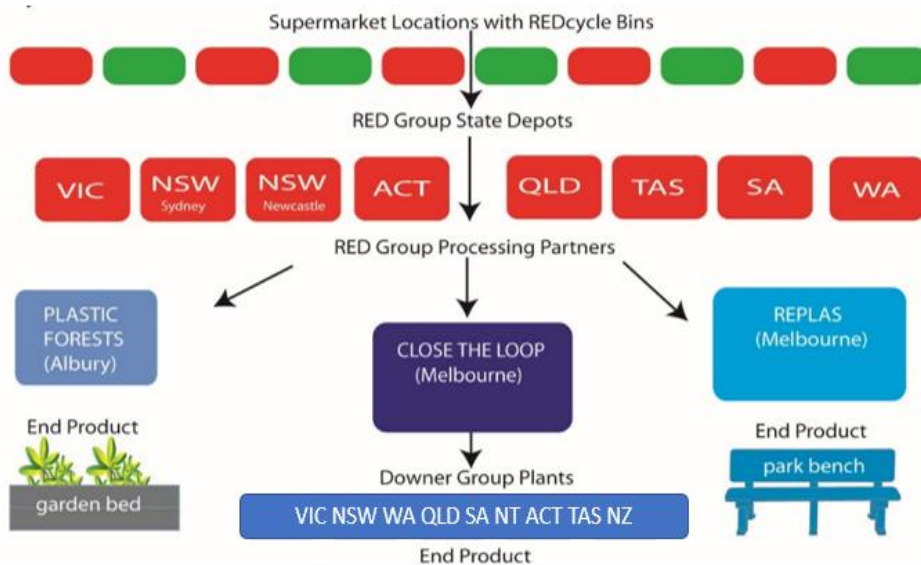 Supermarket Locations with REDcycle Bins
RED Group State Depots
VIC
NSW
Sydney
NSW
Newcastle
ACT
QLD
TAS
SA
WA
RED Group Processing Partners
PLASTIC
FORESTS
(Albury)
CLOSE THE LOOP
(Melbourne)
REPLAS
(Melbourne)
End Product
garden bed
End Product
park bench
Downer Group Plants
VIC NSW WA QLD SA NT ACT TAS NZ
End Product